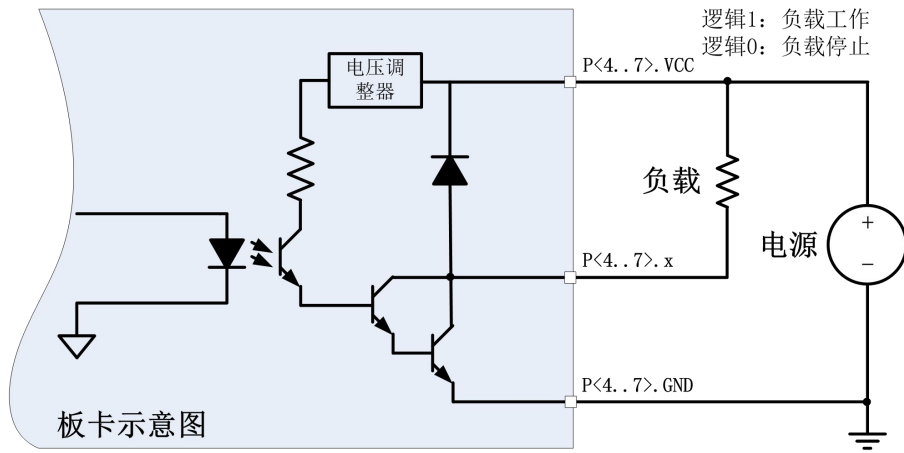 逻辑1: 负载工作
逻辑0: 负载停止
电压调
整器
P<4..7>.VCC
负载
电源
+
−
P<4..7>.x
P<4..7>.GND
板卡示意图